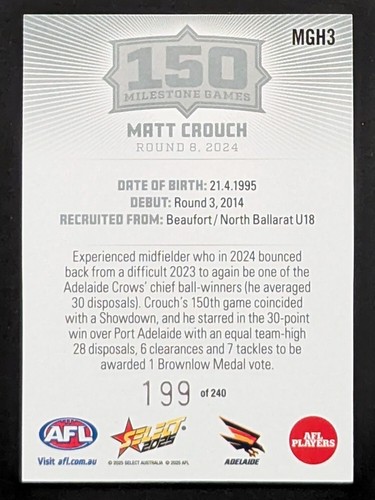 MGH3
150
MILESTONE GAMES
MATT CROUCH
ROUND 8, 2024
DATE OF BIRTH: 21.4.1995
DEBUT: Round 3, 2014
RECRUITED FROM: Beaufort / North Ballarat U18
Experienced midfielder who in 2024 bounced
back from a difficult 2023 to again be one of the
Adelaide Crows' chief ball-winners (he averaged
30 disposals). Crouch's 150th game coincided
with a Showdown, and he starred in the 30-point
win over Port Adelaide with an equal team-high
28 disposals, 6 clearances and 7 tackles to be
awarded 1 Brownlow Medal vote.
199 of 240
AFL
SELECT
2025
AFL
PLAYERS
Visit afl.com.au
© 2025 SELECT AUSTRALIA © 2025 AFL
ADELAIDE